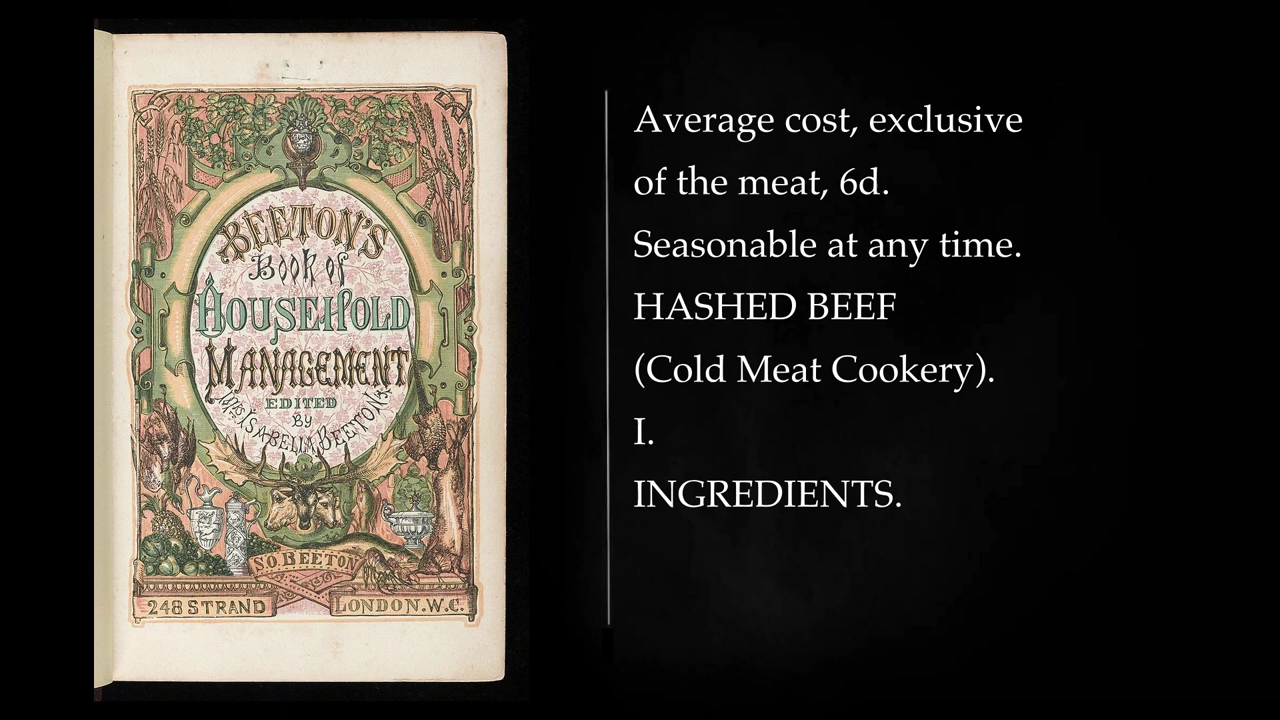 BEETON'S
Book of
HOUSEHOLD
MANAGEMENT
EDITED
By
MRS ISABELLA BEETON
S.O. BEETON
248 STRAND
LONDON. W.C.
Average cost, exclusive
of the meat, 6d.
Seasonable at any time.
HASHED BEEF
(Cold Meat Cookery).
I.
INGREDIENTS.